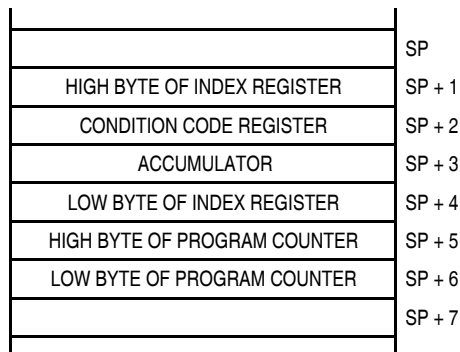 SP
HIGH BYTE OF INDEX REGISTER SP + 1
CONDITION CODE REGISTER SP + 2
ACCUMULATOR SP + 3
LOW BYTE OF INDEX REGISTER SP + 4
HIGH BYTE OF PROGRAM COUNTER SP + 5
LOW BYTE OF PROGRAM COUNTER SP + 6
SP + 7